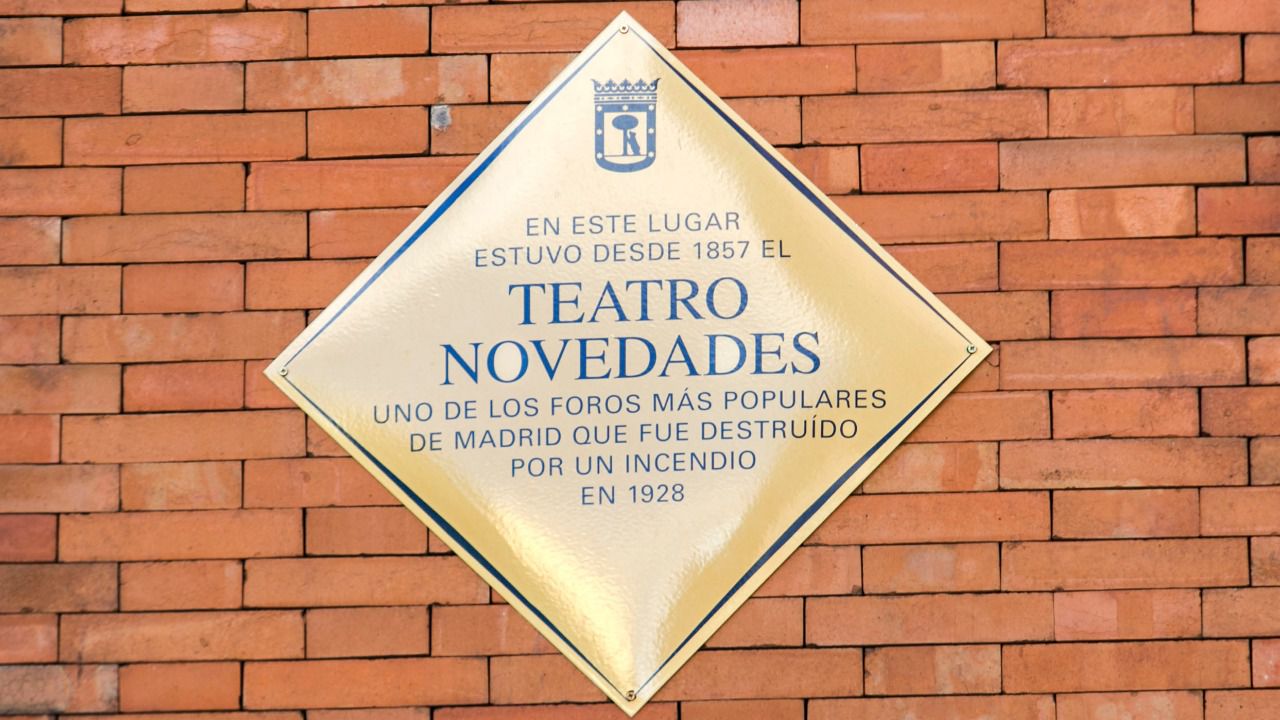 EN ESTE LUGAR
ESTUVO DESDE 1857 EL
TEATRO
NOVEDADES
UNO DE LOS FOROS MÁS POPULARES
DE MADRID QUE FUE DESTRUÍDO
POR UN INCENDIO
EN 1928